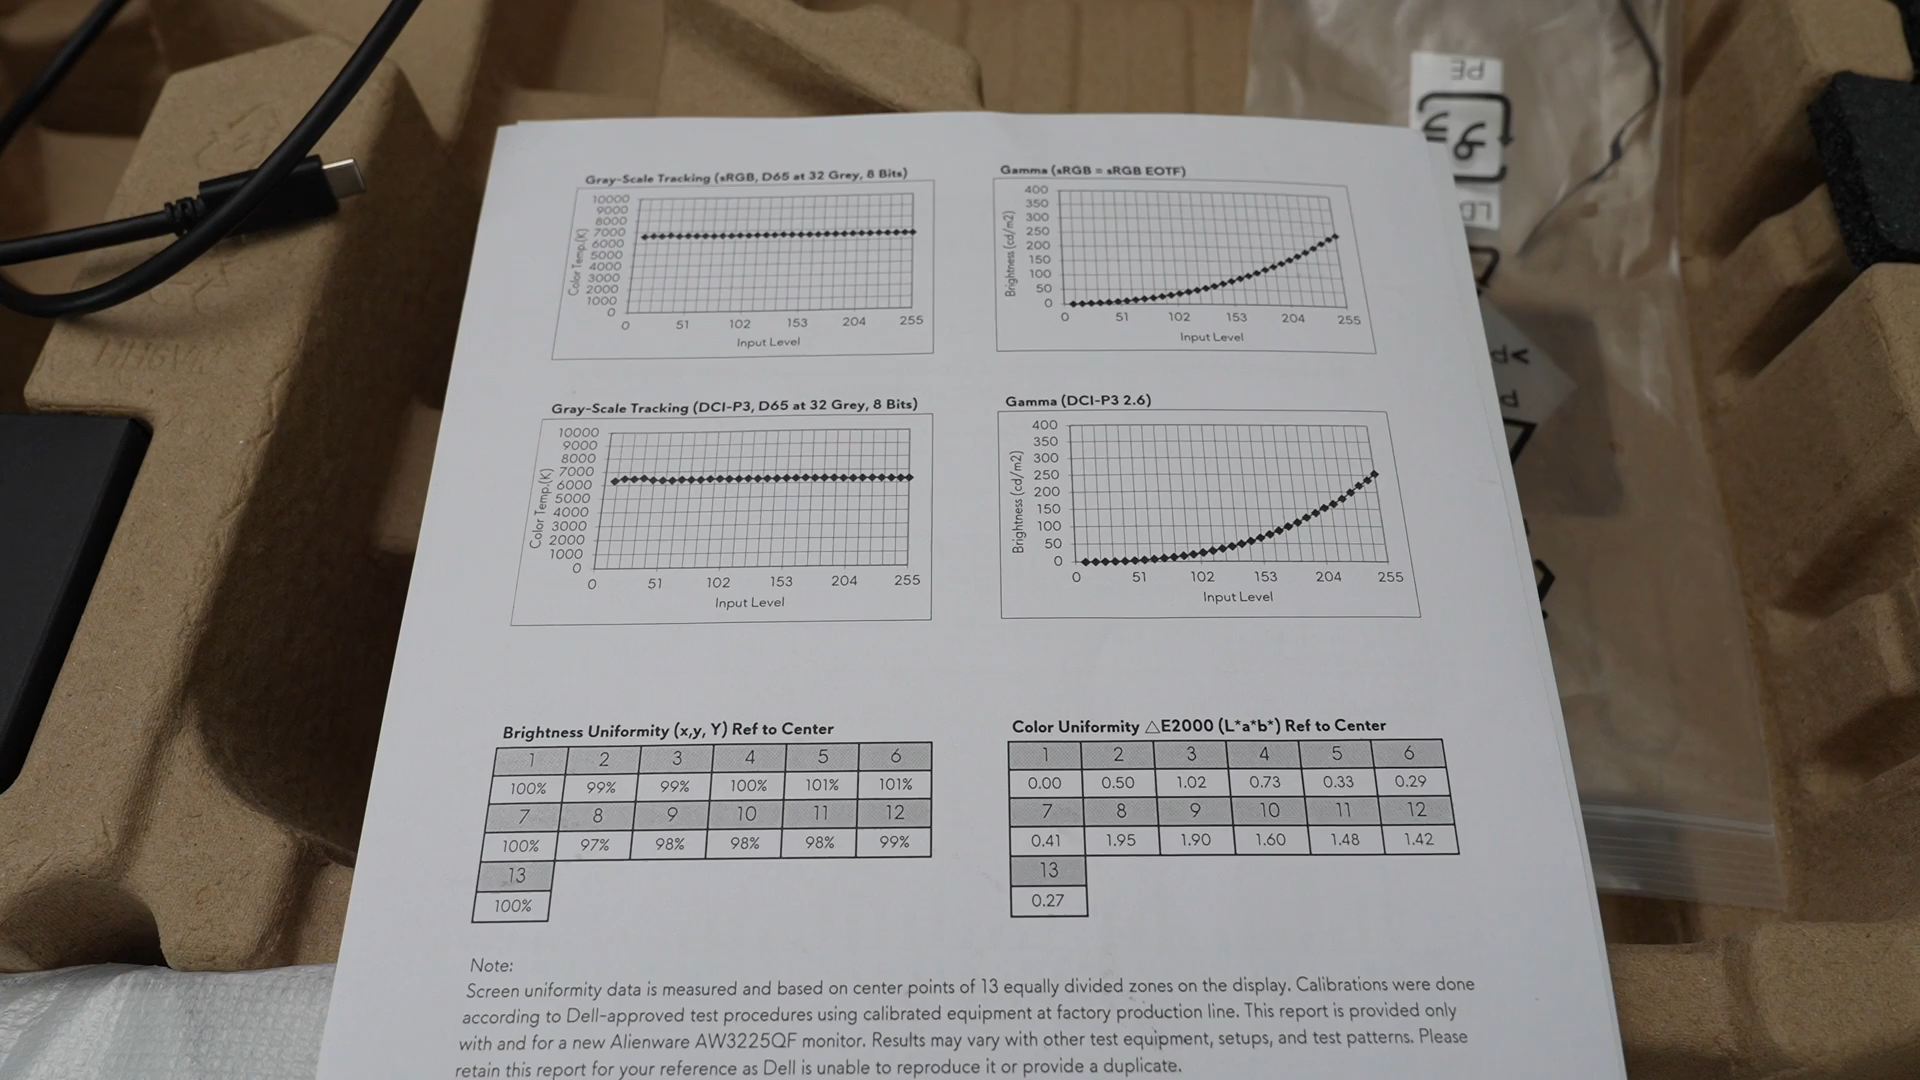 PE
Gray-Scale Tracking (sRGB, D65 at 32 Grey, 8 Bits)
10000
9000
8000
7000
6000
5000
4000
3000
2000
1000
0
Color Temp.(K)
0 51 102 153 204 255
Input Level
Gamma (sRGB = sRGB EOTF)
400
350
300
250
200
150
100
50
0
Brightness (cd/m2)
0 51 102 153 204 255
Input Level
Gray-Scale Tracking (DCI-P3, D65 at 32 Grey, 8 Bits)
10000
9000
8000
7000
6000
5000
4000
3000
2000
1000
0
Color Temp.(K)
0 51 102 153 204 255
Input Level
Gamma (DCI-P3 2.6)
400
350
300
250
200
150
100
50
0
Brightness (cd/m2)
0 51 102 153 204 255
Input Level
Brightness Uniformity (x,y, Y) Ref to Center
1 2 3 4 5 6
100% 99% 99% 100% 101% 101%
7 8 9 10 11 12
100% 97% 98% 98% 98% 99%
13
100%
Color Uniformity △E2000 (L*a*b*) Ref to Center
1 2 3 4 5 6
0.00 0.50 1.02 0.73 0.33 0.29
7 8 9 10 11 12
0.41 1.95 1.90 1.60 1.48 1.42
13
0.27
Note:
Screen uniformity data is measured and based on center points of 13 equally divided zones on the display. Calibrations were done
according to Dell-approved test procedures using calibrated equipment at factory production line. This report is provided only
with and for a new Alienware AW3225QF monitor. Results may vary with other test equipment, setups, and test patterns. Please
retain this report for your reference as Dell is unable to reproduce it or provide a duplicate.